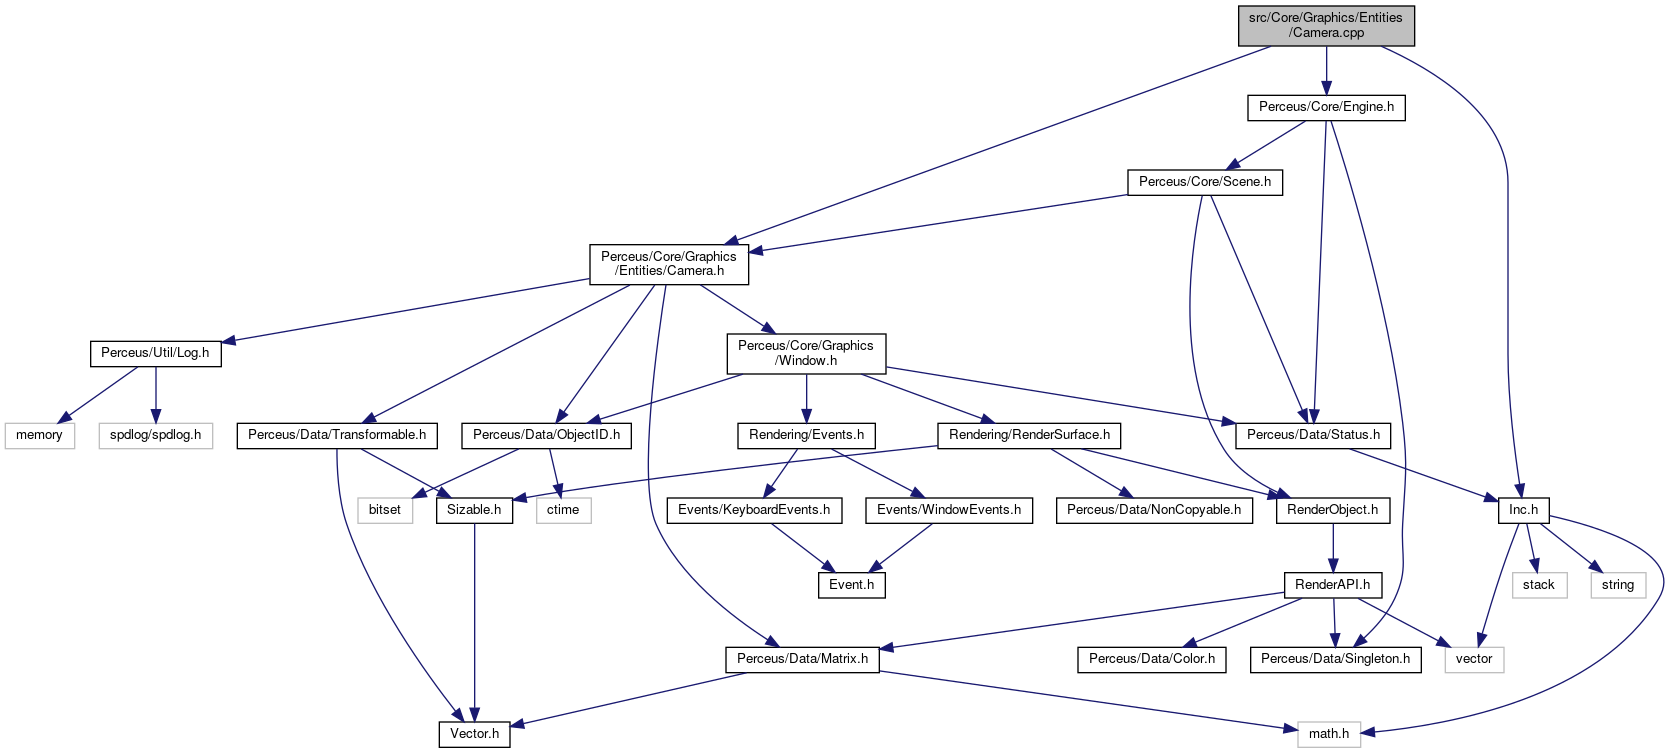 src/Core/Graphics/Entities
/Camera.cpp
Perceus/Core/Engine.h
Perceus/Core/Scene.h
Perceus/Core/Graphics
/Entities/Camera.h
Perceus/Util/Log.h
Perceus/Core/Graphics
/Window.h
memory
spdlog/spdlog.h
Perceus/Data/Transformable.h
Perceus/Data/ObjectID.h
Rendering/Events.h
Rendering/RenderSurface.h
Perceus/Data/Status.h
bitset
Sizable.h
ctime
Events/KeyboardEvents.h
Events/WindowEvents.h
Perceus/Data/NonCopyable.h
RenderObject.h
Inc.h
Event.h
RenderAPI.h
stack
string
Perceus/Data/Matrix.h
Perceus/Data/Color.h
Perceus/Data/Singleton.h
vector
Vector.h
math.h